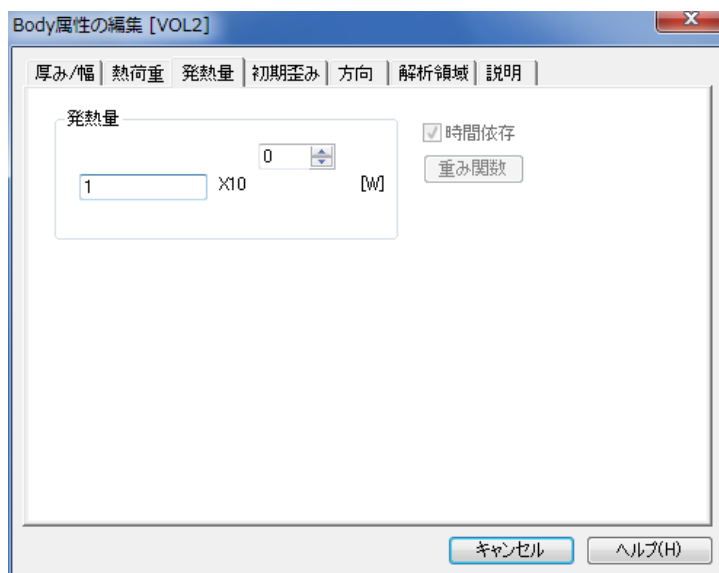 Body属性の編集 [VOL2]
厚み/幅 熱荷重 発熱量 初期歪み 方向 解析領域 説明
発熱量
時間依存
0
1 X10 [W]
重み関数
キャンセル ヘルプ(H)